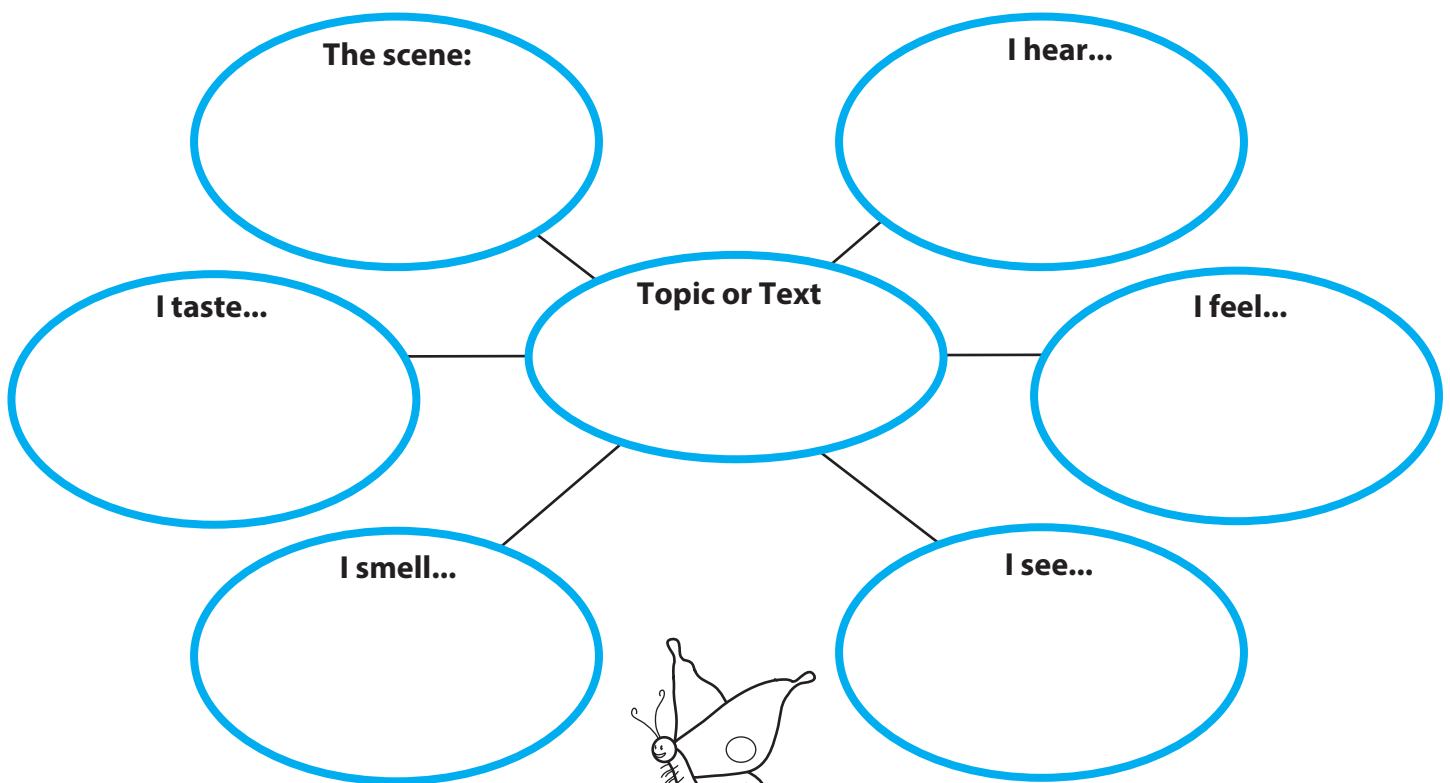 The scene:
I hear...
I taste...
Topic or Text
I feel...
I smell...
I see...